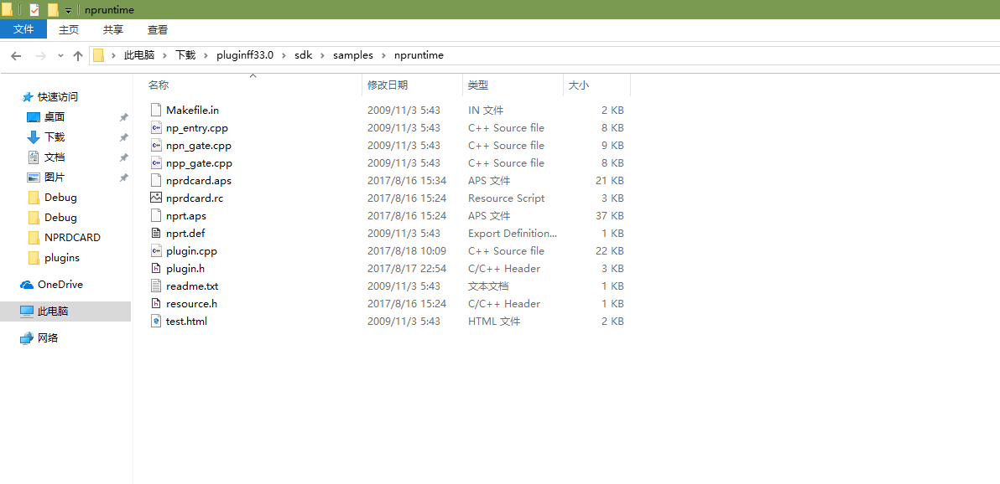 npruntime
文件 主页 共享 查看
此电脑 下载 pluginff33.0 sdk samples npruntime
名称 修改日期 类型 大小
快速访问
桌面
下载
文档
图片
Debug
Debug
NPRDCARD
plugins
OneDrive
此电脑
网络
Makefile.in 2009/11/3 5:43 IN 文件 2 KB
np_entry.cpp 2009/11/3 5:43 C++ Source file 8 KB
npn_gate.cpp 2009/11/3 5:43 C++ Source file 9 KB
npp_gate.cpp 2009/11/3 5:43 C++ Source file 8 KB
nprdcard.aps 2017/8/16 15:34 APS 文件 21 KB
nprdcard.rc 2017/8/16 15:24 Resource Script 3 KB
nprt.aps 2017/8/16 15:24 APS 文件 37 KB
nprt.def 2009/11/3 5:43 Export Definition... 1 KB
plugin.cpp 2017/8/18 10:09 C++ Source file 22 KB
plugin.h 2017/8/17 22:54 C/C++ Header 3 KB
readme.txt 2009/11/3 5:43 文本文档 1 KB
resource.h 2017/8/16 15:24 C/C++ Header 1 KB
test.html 2009/11/3 5:43 HTML 文件 2 KB